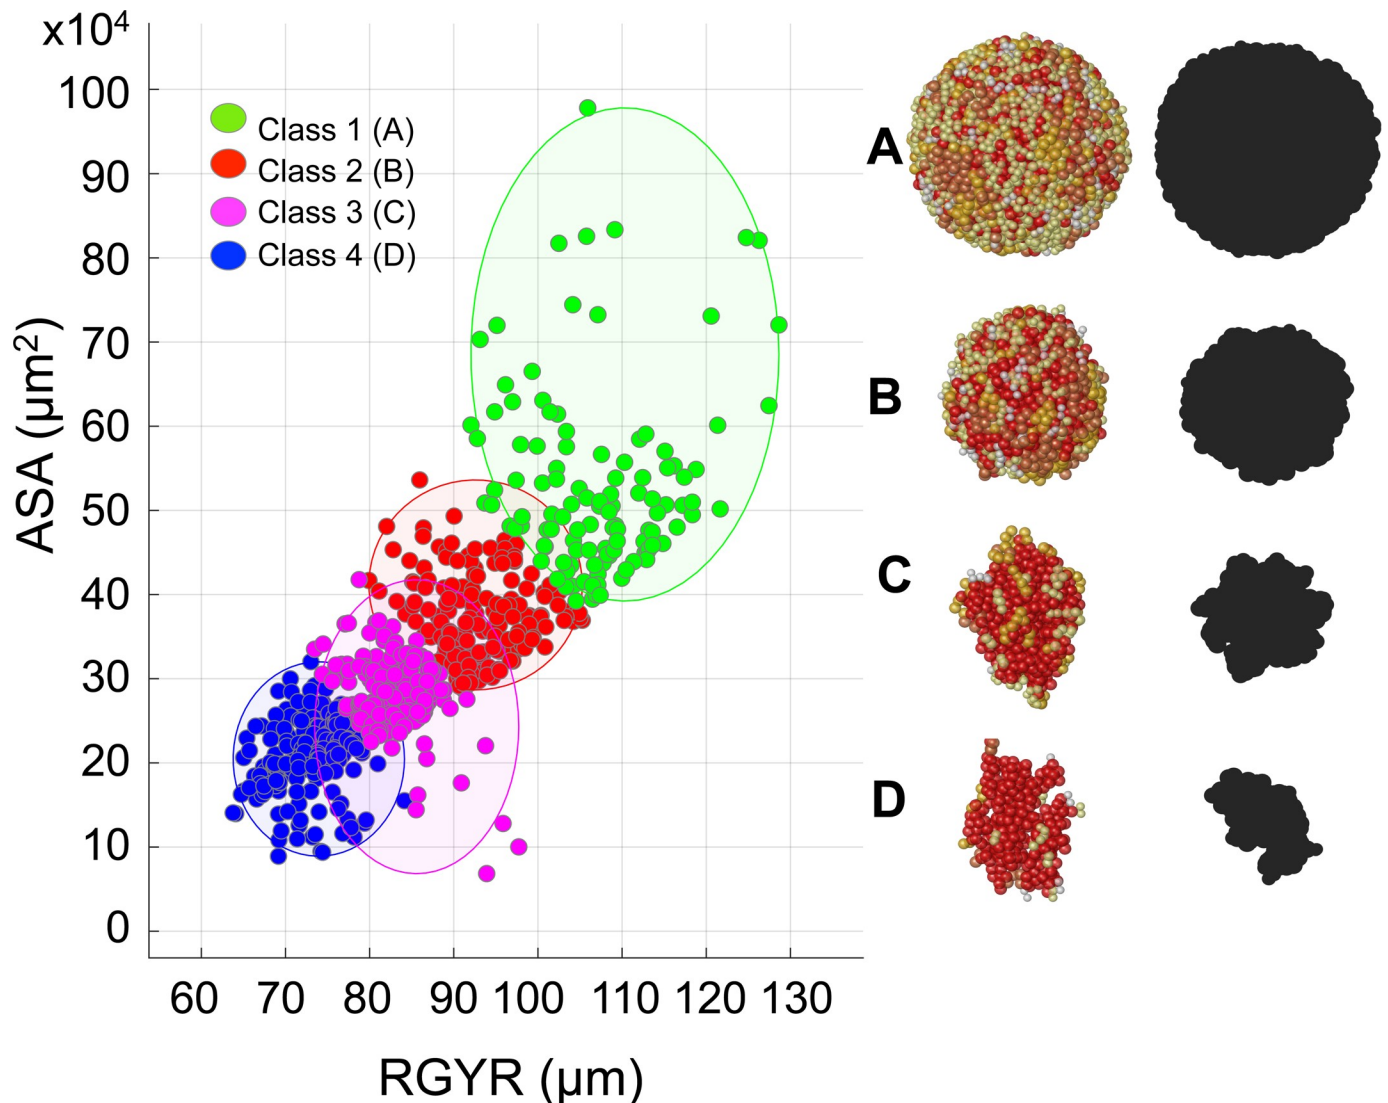 x10⁴
100
90
80
70
60
50
40
30
20
10
0
ASA (μm²)
Class 1 (A)
Class 2 (B)
Class 3 (C)
Class 4 (D)
60 70 80 90 100 110 120 130
RGYR (μm)
A
B
C
D